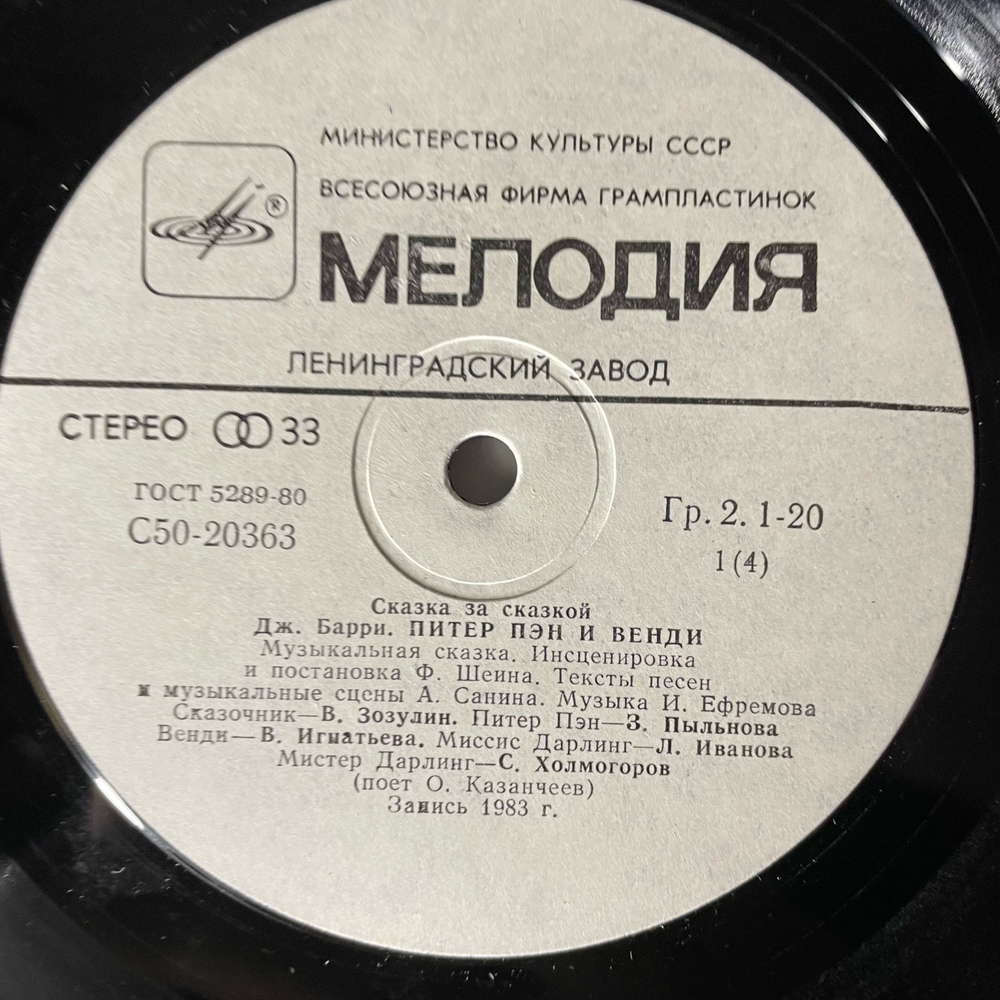 МИНИСТЕРСТВО КУЛЬТУРЫ СССР
ВСЕСОЮЗНАЯ ФИРМА ГРАМПЛАСТИНОК
®
МЕЛОДИЯ
ЛЕНИНГРАДСКИЙ ЗАВОД
СТЕРЕО 33
ГОСТ 5289-80
С50-20363
Гр. 2. 1-20
1 (4)
Сказка за сказкой
Дж. Барри. ПИТЕР ПЭН И ВЕНДИ
Музыкальная сказка. Инсценировка
и постановка Ф. Шеина. Тексты песен
и музыкальные сцены А. Санина. Музыка И. Ефремова
Сказочник—В. Зозулин. Питер Пэн—З. Пыльнова
Венди—В. Игнатьева. Миссис Дарлинг—Л. Иванова
Мистер Дарлинг—С. Холмогоров
(поет О. Казанчеев)
Запись 1983 г.